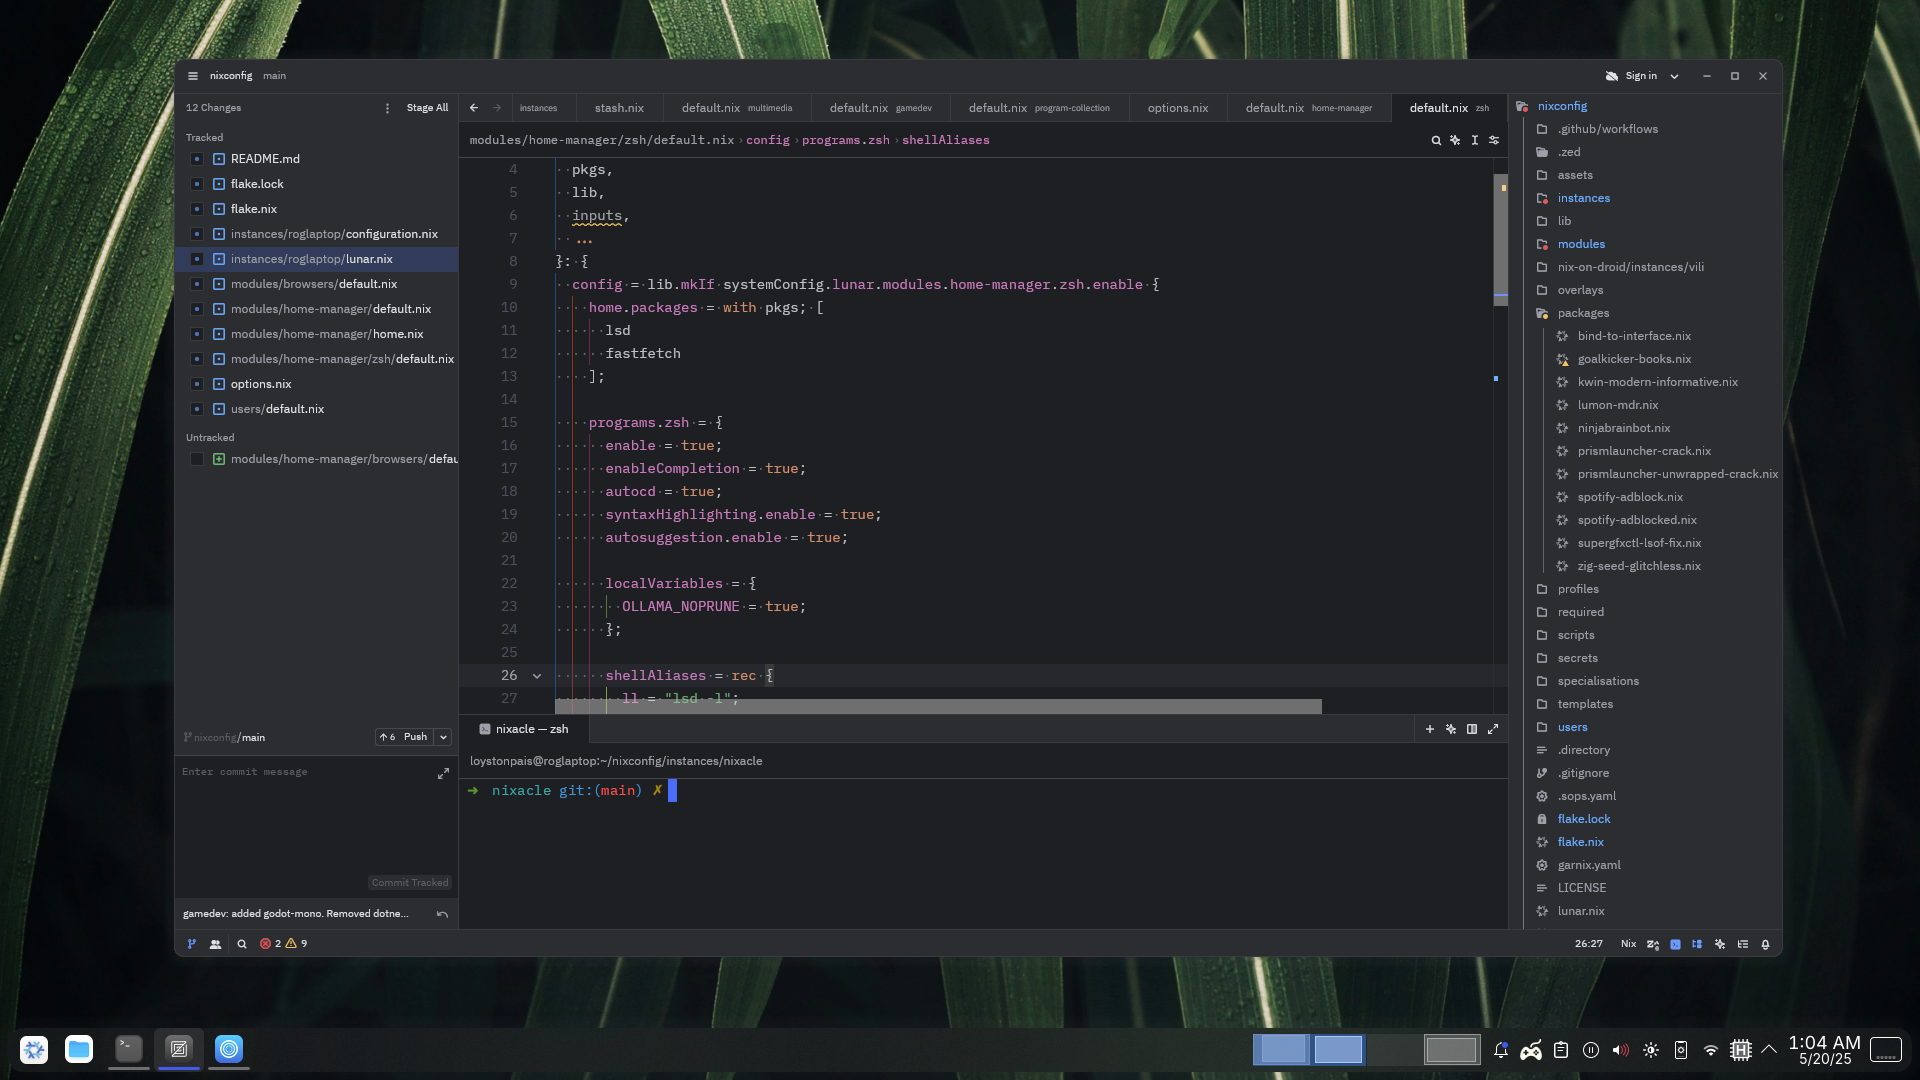 nixconfig main
Sign in
12 Changes
Stage All
Tracked
README.md
flake.lock
flake.nix
instances/roglaptop/configuration.nix
instances/roglaptop/lunar.nix
modules/browsers/default.nix
modules/home-manager/default.nix
modules/home-manager/home.nix
modules/home-manager/zsh/default.nix
options.nix
users/default.nix
Untracked
modules/home-manager/browsers/defau
nixconfig/main
6 Push
Enter commit message
Commit Tracked
gamedev: added godot-mono. Removed dotne...
instances
stash.nix
default.nix multimedia
default.nix gamedev
default.nix program-collection
options.nix
default.nix home-manager
default.nix zsh
modules/home-manager/zsh/default.nix › config › programs.zsh › shellAliases
4 pkgs,
5 lib,
6 inputs,
7 ...
8 }: {
9 config = lib.mkIf systemConfig.lunar.modules.home-manager.zsh.enable {
10 home.packages = with pkgs; [
11 lsd
12 fastfetch
13 ];
14
15 programs.zsh = {
16 enable = true;
17 enableCompletion = true;
18 autocd = true;
19 syntaxHighlighting.enable = true;
20 autosuggestion.enable = true;
21
22 localVariables = {
23 OLLAMA_NOPRUNE = true;
24 };
25
26 shellAliases = rec {
27 ll = "lsd -l";
nixacle — zsh
loystonpais@roglaptop:~/nixconfig/instances/nixacle
➜ nixacle git:(main) ✗
nixconfig
.github/workflows
.zed
assets
instances
lib
modules
nix-on-droid/instances/vili
overlays
packages
bind-to-interface.nix
goalkicker-books.nix
kwin-modern-informative.nix
lumon-mdr.nix
ninjabrainbot.nix
prismlauncher-crack.nix
prismlauncher-unwrapped-crack.nix
spotify-adblock.nix
spotify-adblocked.nix
supergfxctl-lsof-fix.nix
zig-seed-glitchless.nix
profiles
required
scripts
secrets
specialisations
templates
users
.directory
.gitignore
.sops.yaml
flake.lock
flake.nix
garnix.yaml
LICENSE
lunar.nix
2 9
26:27 Nix
1:04 AM
5/20/25